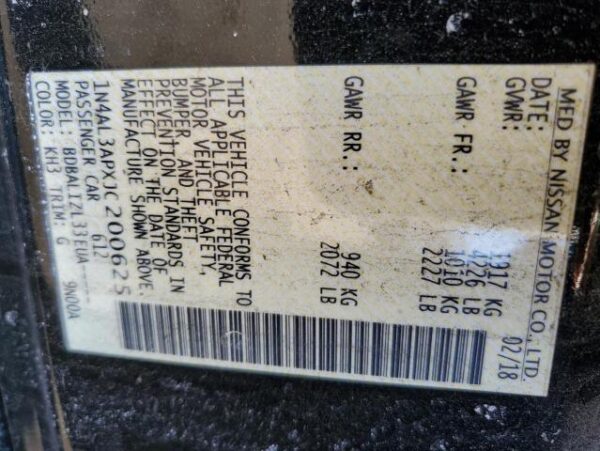 MFD BY NISSAN MOTOR CO., LTD.
DATE: 02/18
GVWR: 1917 KG
4226 LB
GAWR FR.: 1010 KG
2227 LB
GAWR RR.: 940 KG
2072 LB
THIS VEHICLE CONFORMS TO
ALL APPLICABLE FEDERAL
MOTOR VEHICLE SAFETY,
BUMPER, AND THEFT
PREVENTION STANDARDS IN
EFFECT ON THE DATE OF
MANUFACTURE SHOWN ABOVE.
1N4AL3APXJC200625
PASSENGER CAR 612
MODEL: BDBALTZL33EUA----- 9N00A
COLOR: KH3 TRIM: G